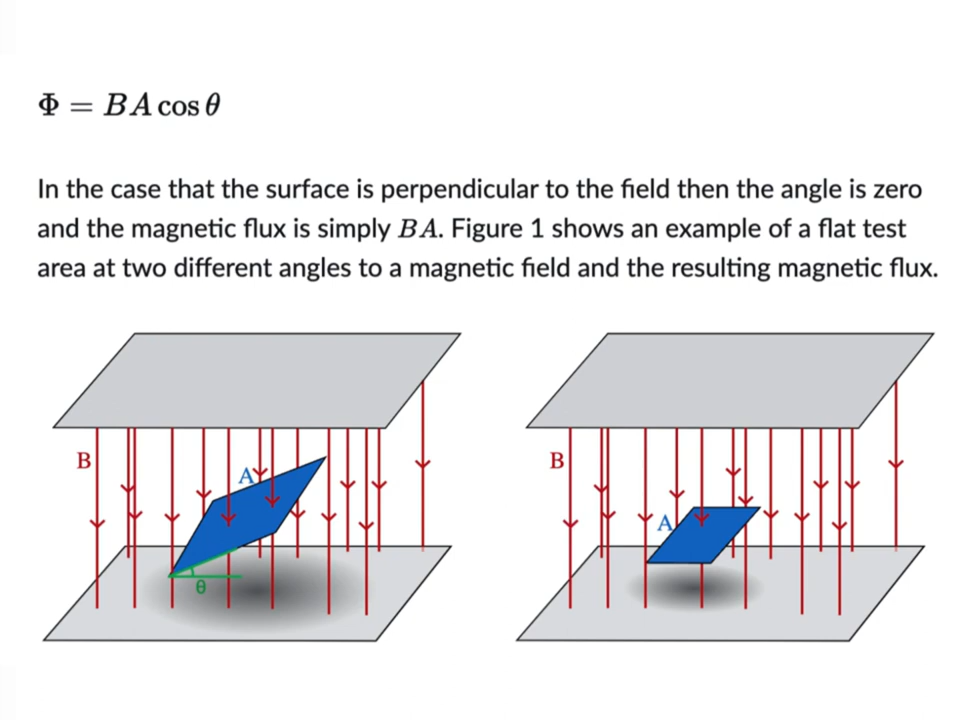 Φ = BA cos θ
In the case that the surface is perpendicular to the field then the angle is zero
and the magnetic flux is simply BA. Figure 1 shows an example of a flat test
area at two different angles to a magnetic field and the resulting magnetic flux.
B
A
θ
B
A